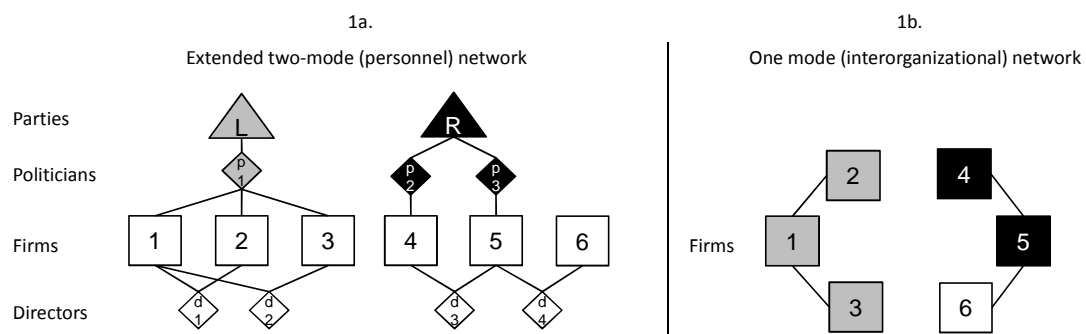 1a.
1b.
Extended two-mode (personnel) network
One mode (interorganizational) network
Parties
L
R
Politicians
p
1
p
2
p
3
Firms
1
2
3
4
5
6
Directors
d
1
d
2
d
3
d
4
2
4
Firms
1
5
3
6